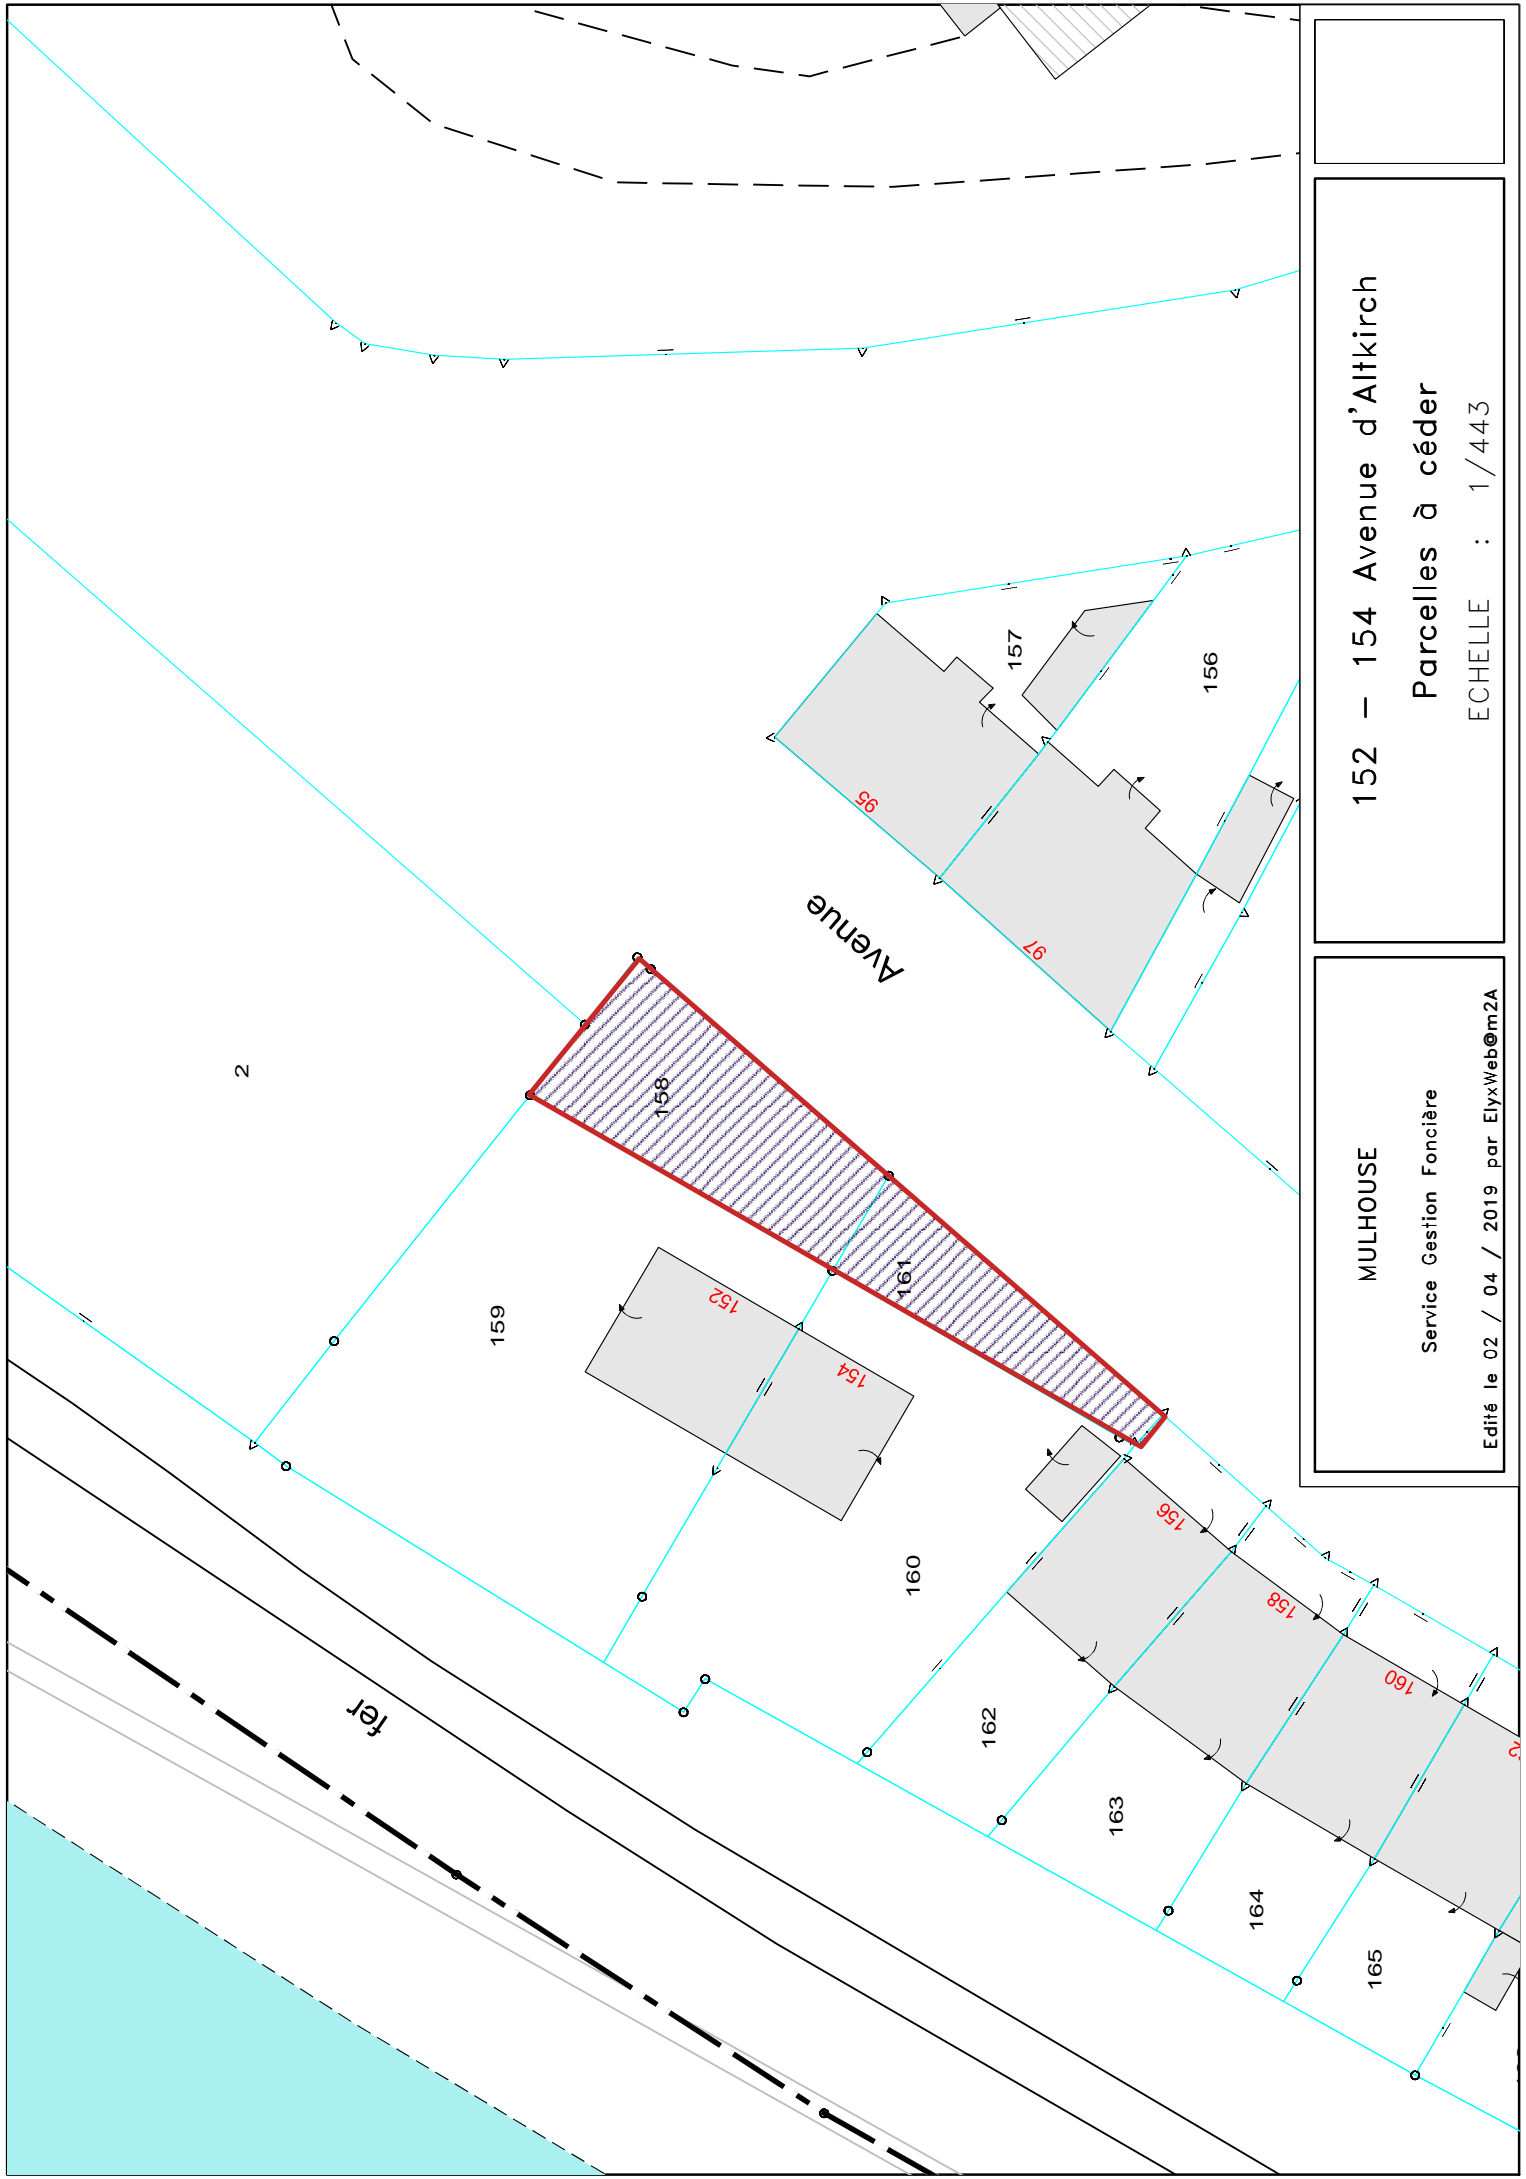 152 – 154 Avenue d'Altkirch
Parcelles à céder
ECHELLE : 1/443
MULHOUSE
Service Gestion Foncière
Edité le 02 / 04 / 2019 par ElyxWeb@m2A
2
159
158
161
160
162
163
164
165
157
156
95
97
152
154
156
158
160
Avenue
fer